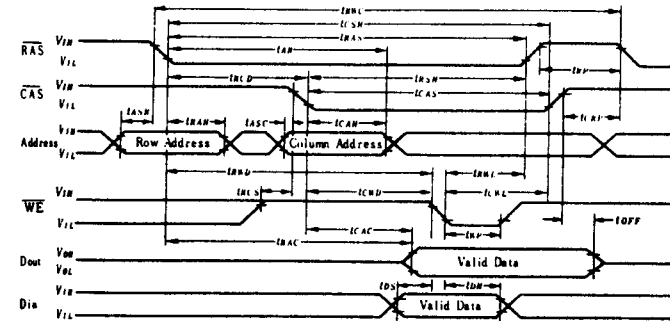 tRWC
tCSH
tRAS
tAR
RAS VIH
VIL
tRP
tRCD
tRSH
CAS VIH
VIL
tCAS
tCRP
tASR
tRAH
tASC
tCAH
Address VIH
VIL
Row Address
Column Address
tRWD
tRWL
tRCS
tCWD
tCWL
WE VIH
VIL
tWP
tOFF
tCAC
tRAC
Dout VOH
VOL
Valid Data
tDS
tDH
Din VIH
VIL
Valid Data